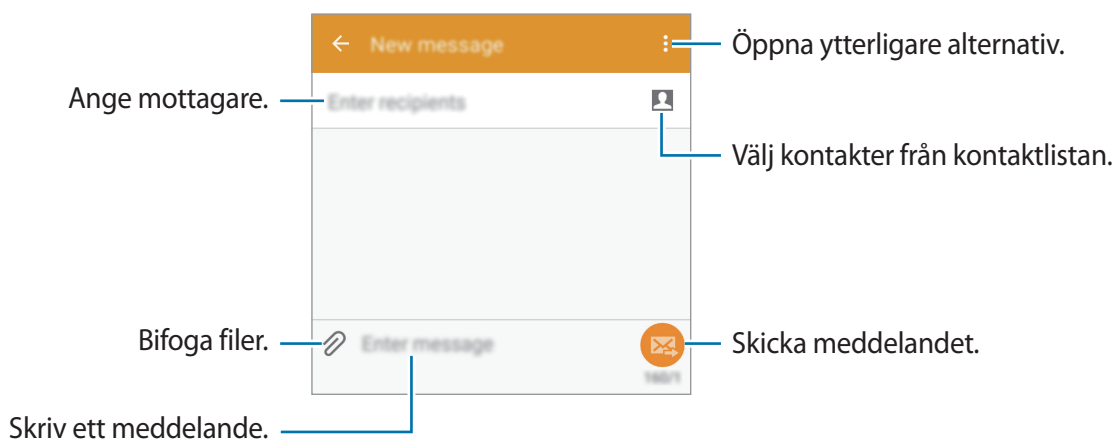 New message
Öppna ytterligare alternativ.
Ange mottagare.
Enter recipients
Välj kontakter från kontaktlistan.
Bifoga filer.
Enter message
Skicka meddelandet.
160/1
Skriv ett meddelande.